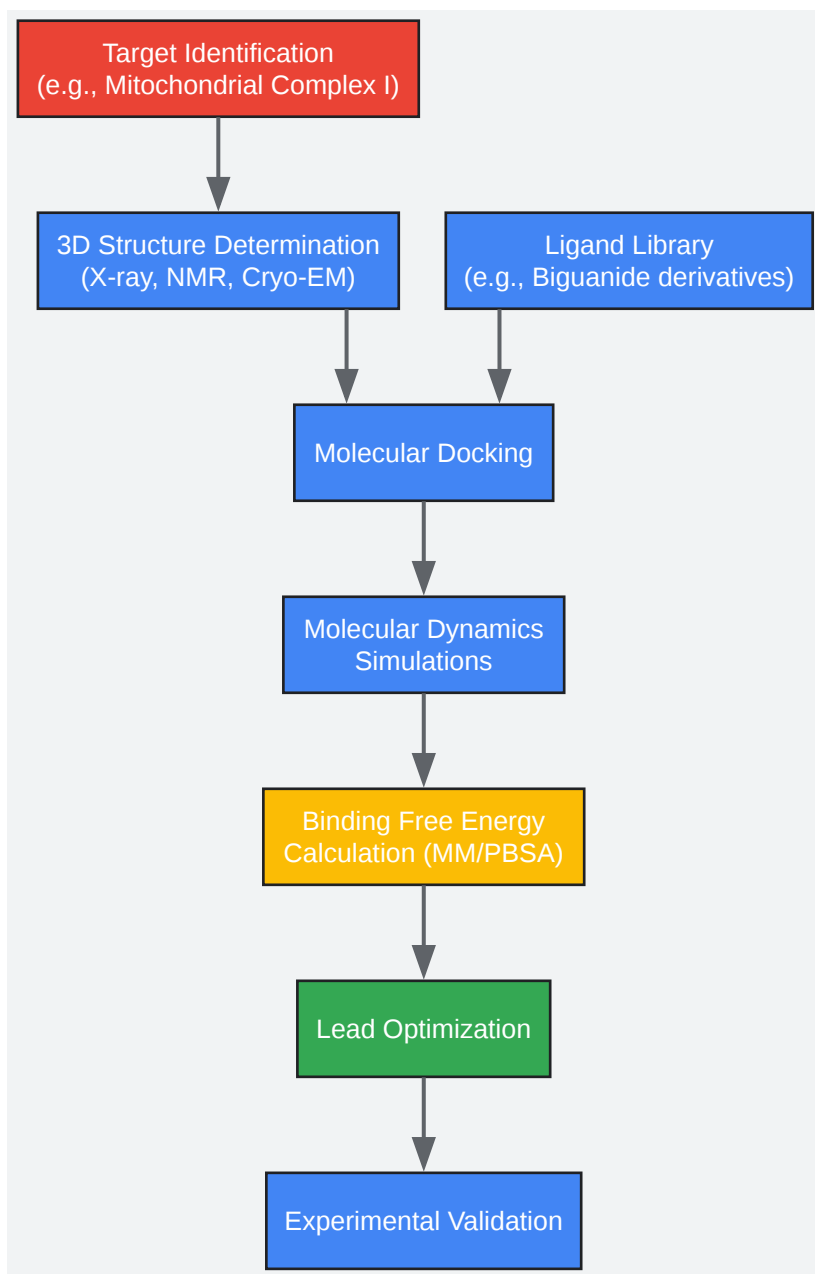 Target Identification
(e.g., Mitochondrial Complex I)
3D Structure Determination
(X-ray, NMR, Cryo-EM)
Ligand Library
(e.g., Biguanide derivatives)
Molecular Docking
Molecular Dynamics
Simulations
Binding Free Energy
Calculation (MM/PBSA)
Lead Optimization
Experimental Validation